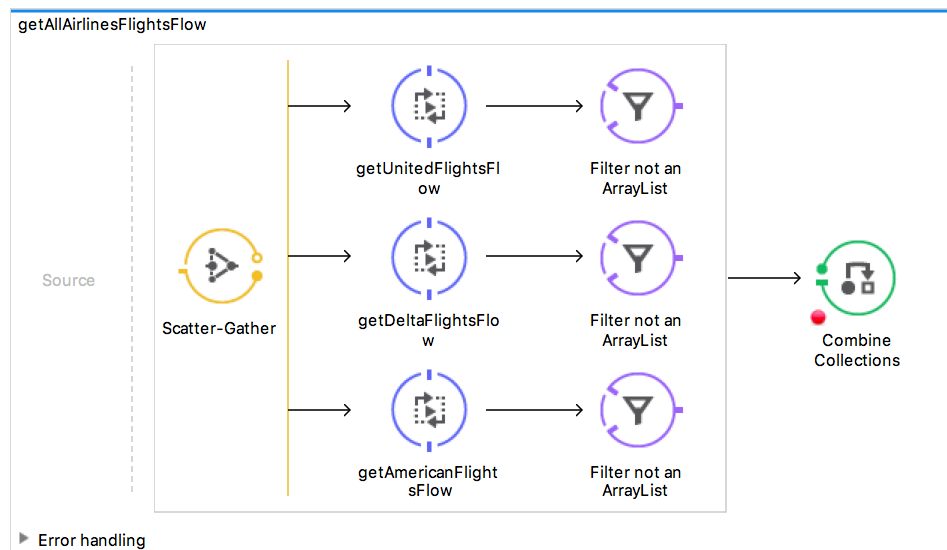 getAllAirlinesFlightsFlow
Source
Scatter-Gather
getUnitedFlightsFl
ow
Filter not an
ArrayList
getDeltaFlightsFlo
w
Filter not an
ArrayList
getAmericanFlight
sFlow
Filter not an
ArrayList
Combine
Collections
Error handling